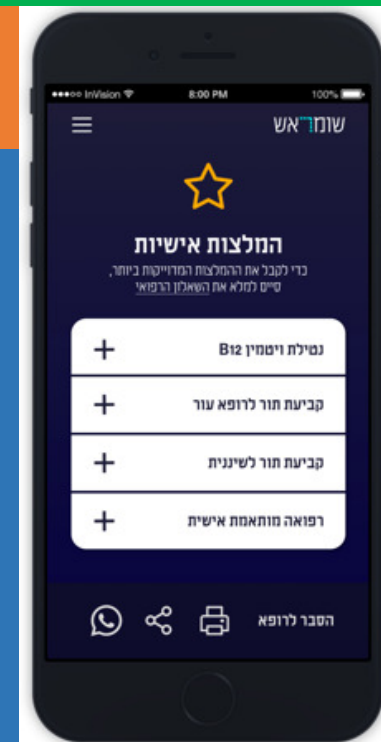 InVision 8:00 PM 100%
שומר ראש
המלצות אישיות
כדי לקבל את ההמלצות המדוייקות ביותר,
סיים למלא את השאלון הרפואי
נטילת ויטמין B12
קביעת תור לרופא עור
קביעת תור לשיננית
רפואה מותאמת אישית
הסבר לרופא